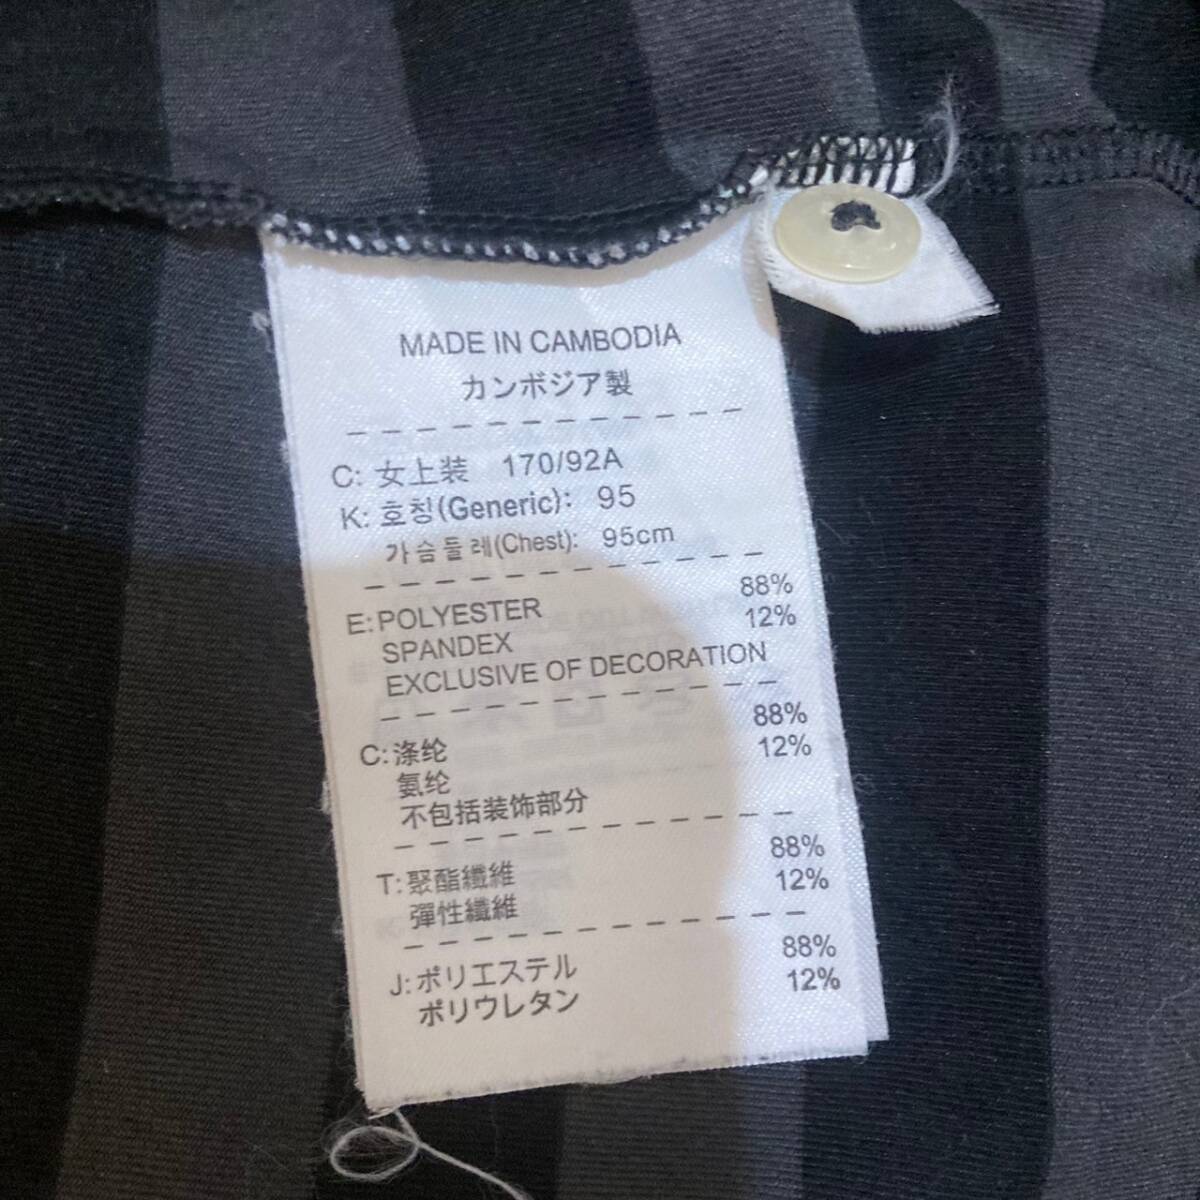 MADE IN CAMBODIA
カンボジア製
C: 女上装 170/92A
K: 호칭(Generic): 95
가슴둘레(Chest): 95cm
E: POLYESTER 88%
SPANDEX 12%
EXCLUSIVE OF DECORATION
C: 涤纶 88%
氨纶 12%
不包括装饰部分
T: 聚酯纖維 88%
彈性纖維 12%
J: ポリエステル 88%
ポリウレタン 12%